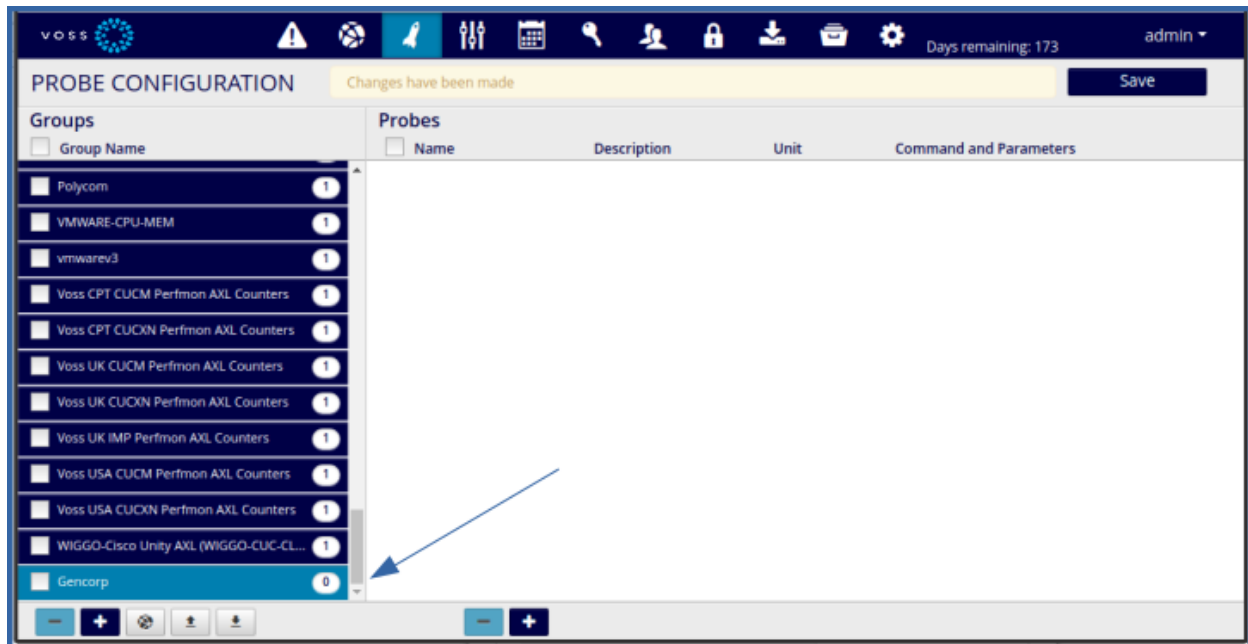 VOSS
Days remaining: 173
admin
PROBE CONFIGURATION
Changes have been made
Save
Groups
Probes
Group Name
Name
Description
Unit
Command and Parameters
Polycom 1
VMWARE-CPU-MEM 1
vmwarev3 1
Voss CPT CUCM Perfmon AXL Counters 1
Voss CPT CUCXN Perfmon AXL Counters 1
Voss UK CUCM Perfmon AXL Counters 1
Voss UK CUCXN Perfmon AXL Counters 1
Voss UK IMP Perfmon AXL Counters 1
Voss USA CUCM Perfmon AXL Counters 1
Voss USA CUCXN Perfmon AXL Counters 1
WIGGO-Cisco Unity AXL (WIGGO-CUC-CL... 1
Gencorp 0